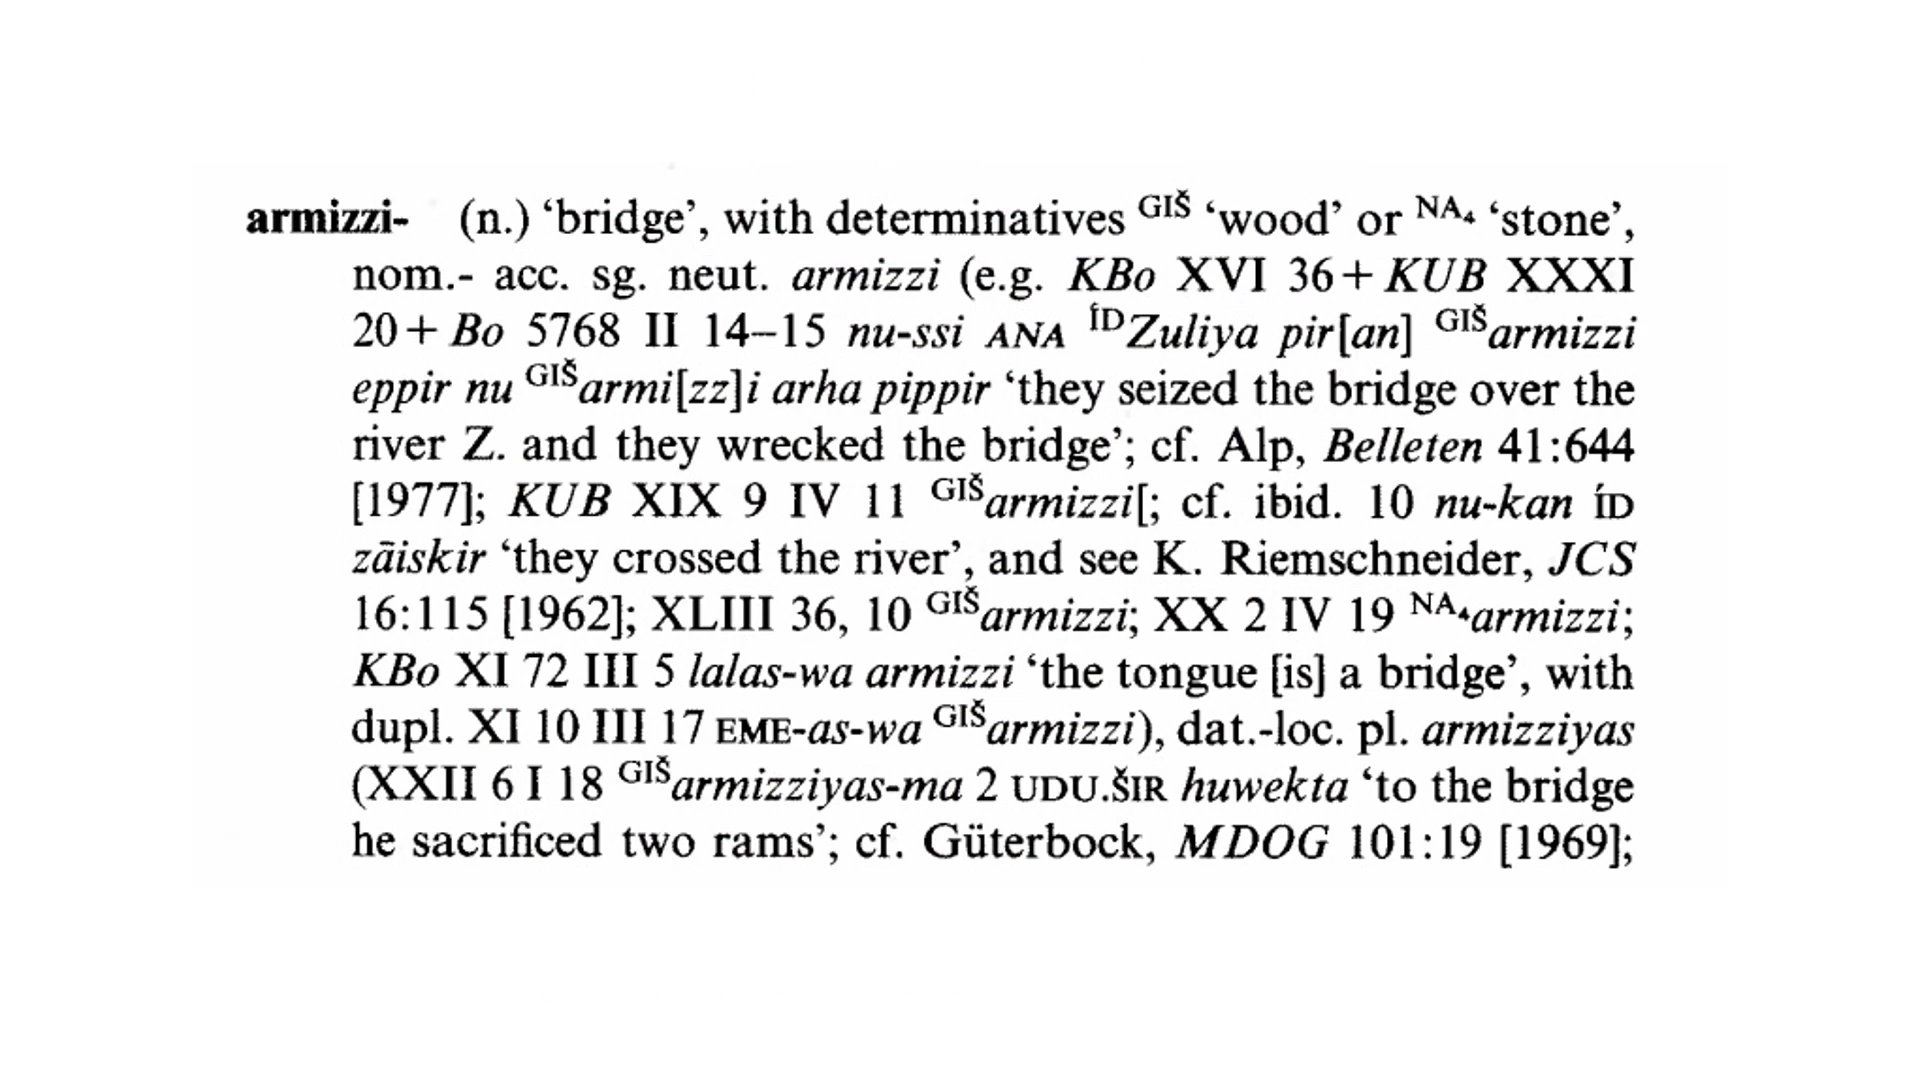 armizzi- (n.) ‘bridge’, with determinatives GIŠ ‘wood’ or NA₄ ‘stone’,
nom.- acc. sg. neut. armizzi (e.g. KBo XVI 36+KUB XXXI
20+Bo 5768 II 14–15 nu-ssi ANA ÍDZuliya pir[an] GIŠarmizzi
eppir nu GIŠarmi[zz]i arha pippir ‘they seized the bridge over the
river Z. and they wrecked the bridge’; cf. Alp, Belleten 41:644
[1977]; KUB XIX 9 IV 11 GIŠarmizzi[; cf. ibid. 10 nu-kan ÍD
zāiskir ‘they crossed the river’, and see K. Riemschneider, JCS
16:115 [1962]; XLIII 36, 10 GIŠarmizzi; XX 2 IV 19 NA₄armizzi;
KBo XI 72 III 5 lalas-wa armizzi ‘the tongue [is] a bridge’, with
dupl. XI 10 III 17 EME-as-wa GIŠarmizzi), dat.-loc. pl. armizziyas
(XXII 6 I 18 GIŠarmizziyas-ma 2 UDU.ŠIR huwekta ‘to the bridge
he sacrificed two rams’; cf. Güterbock, MDOG 101:19 [1969];